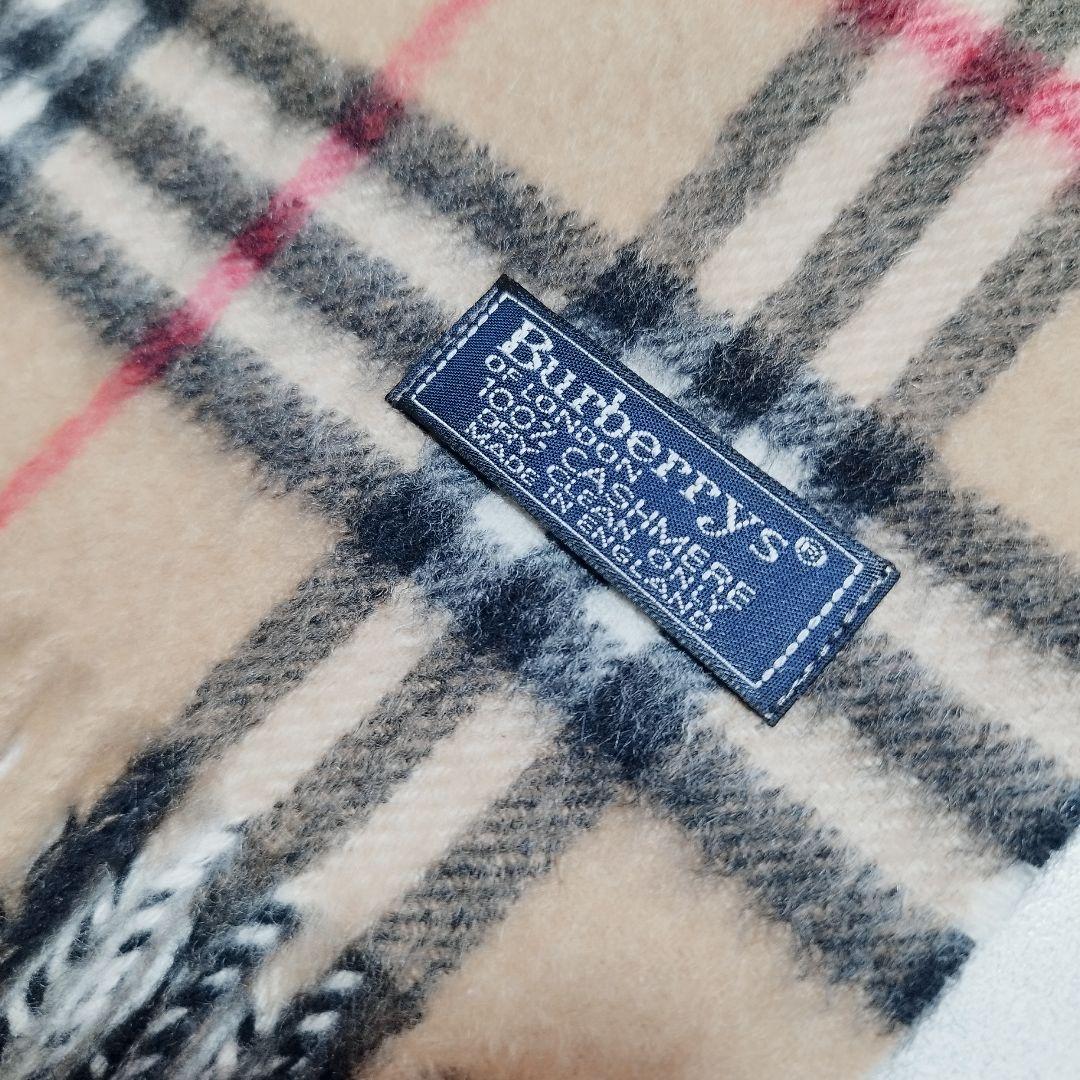 Burberrys®
OF LONDON
100% CASHMERE
DRY CLEAN ONLY
MADE IN ENGLAND